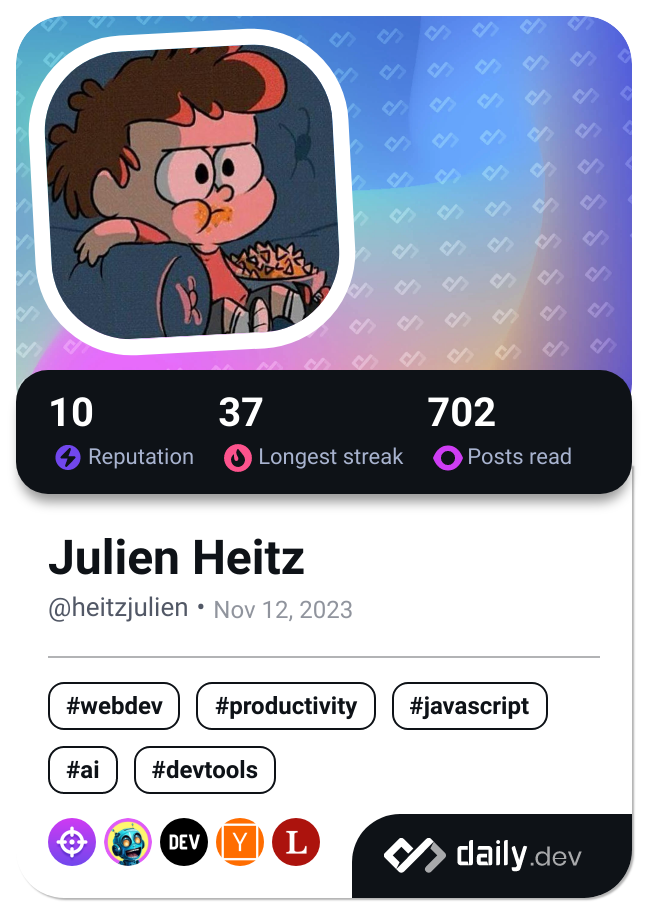 10 37 702
Reputation Longest streak Posts read
Julien Heitz
@heitzjulien • Nov 12, 2023
#webdev #productivity #javascript
#ai #devtools
DEV Y L
daily.dev